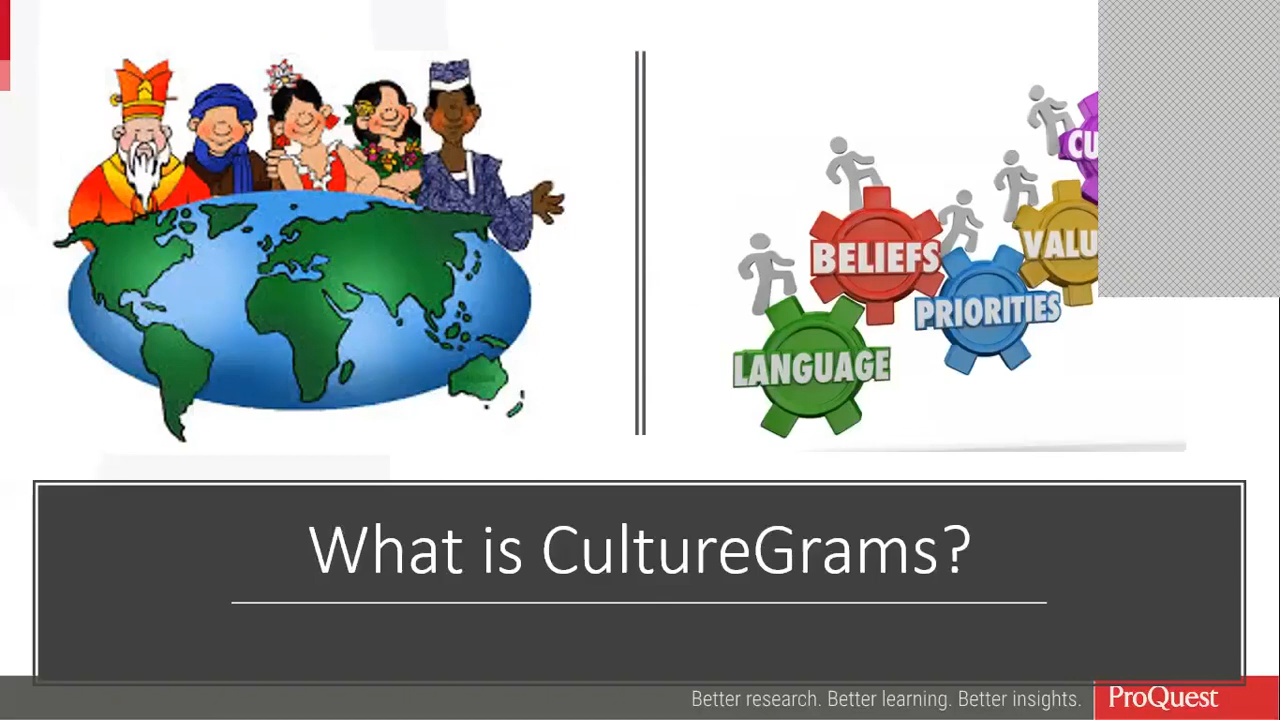 BELIEFS
PRIORITIES
LANGUAGE
What is CultureGrams?
Better research. Better learning. Better insights.
ProQuest